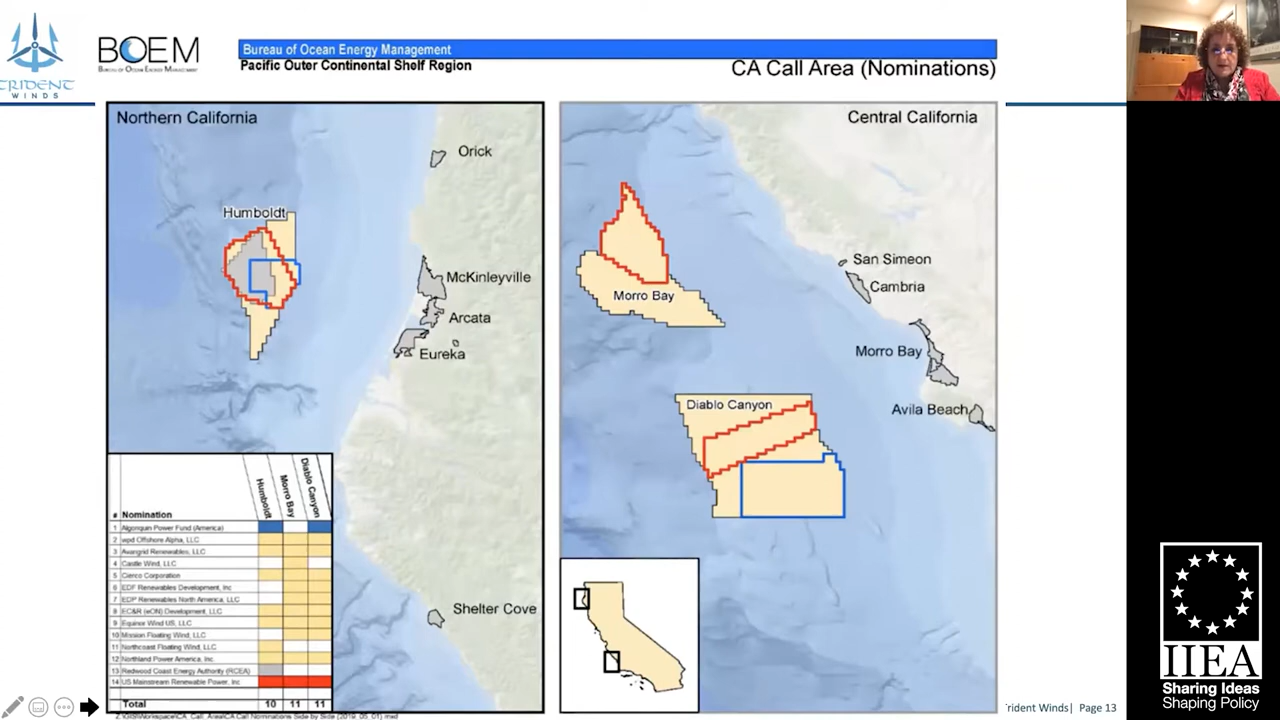 TRIDENT
WINDS
BOEM
BUREAU OF OCEAN ENERGY MANAGEMENT
Bureau of Ocean Energy Management
Pacific Outer Continental Shelf Region
CA Call Area (Nominations)
Northern California
Orick
Humboldt
McKinleyville
Arcata
Eureka
Shelter Cove
Central California
San Simeon
Cambria
Morro Bay
Morro Bay
Avila Beach
Diablo Canyon
Humboldt
Morro Bay
Diablo Canyon
# Nomination
1 Algonquin Power Fund (America)
2 wpd Offshore Alpha, LLC
3 Avangrid Renewables, LLC
4 Castle Wind, LLC
5 Cierco Corporation
6 EDF Renewables Development, Inc
7 EDP Renewables North America, LLC
8 EC&R (eON) Development, LLC
9 Equinor Wind US, LLC
10 Mission Floating Wind, LLC
11 Northcoast Floating Wind, LLC
12 Northland Power America, Inc.
13 Redwood Coast Energy Authority (RCEA)
14 US Mainstream Renewable Power, Inc
Total 10 11 11
rident Winds| Page 13
IIEA
Sharing Ideas
Shaping Policy